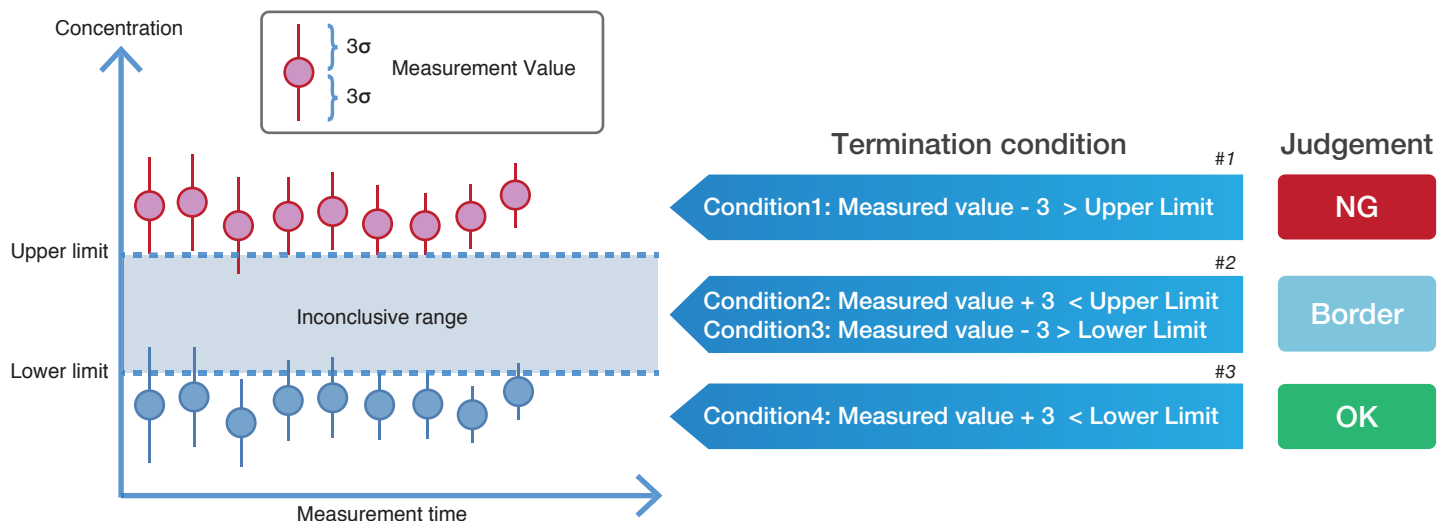 Concentration
3σ
Measurement Value
3σ
Upper limit
Inconclusive range
Lower limit
Measurement time
Termination condition
Judgement
#1
Condition1: Measured value - 3  > Upper Limit
NG
#2
Condition2: Measured value + 3  < Upper Limit
Condition3: Measured value - 3 > Lower Limit
Border
#3
Condition4: Measured value + 3  < Lower Limit
OK